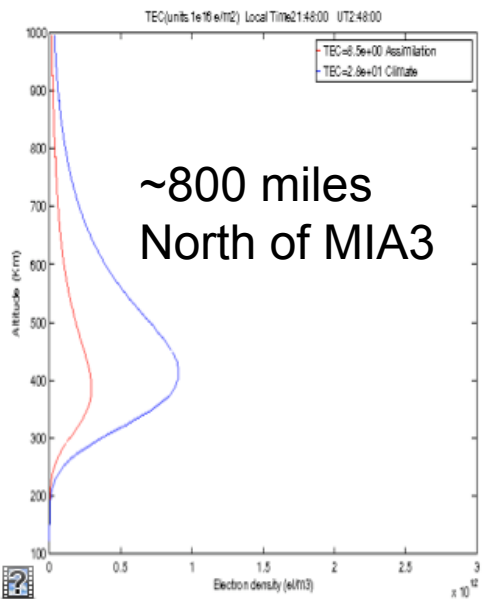 TEC(units 1e16 e/m2) Local Time21:48:00 UT2:48:00
TEC=8.5e+00 Assimilation
TEC=2.8e+01 Climate
~800 miles
North of MIA3
Altitude (Km)
1000
900
800
700
600
500
400
300
200
100
0 0.5 1 1.5 2 2.5 3
Electron density (el/m3)
x 10^12